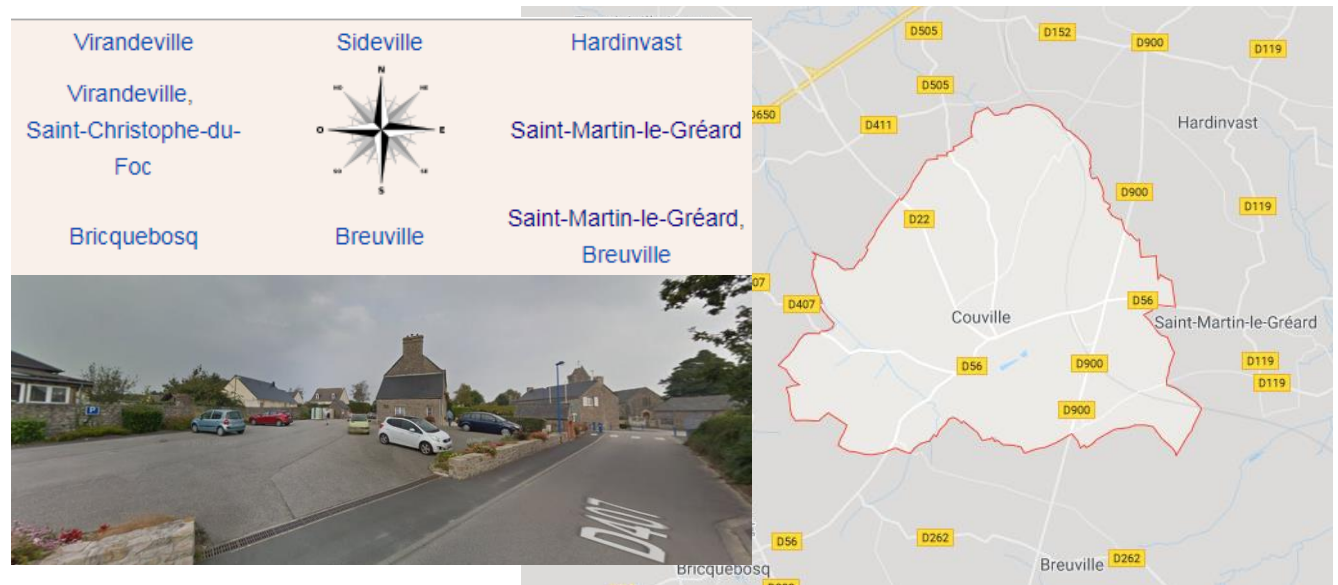 Virandeville
Sideville
Hardinvast
Virandeville,
Saint-Christophe-du-
Foc
Saint-Martin-le-Gréard
N
O
E
S
Bricquebosq
Breuville
Saint-Martin-le-Gréard,
Breuville
P
D407
D505
D152
D900
D119
D505
D650
D411
Hardinvast
D900
D119
D22
D407
D56
Couville
Saint-Martin-le-Gréard
D56
D900
D119
D119
D900
D56
D262
Bricquebosq
Breuville
D262